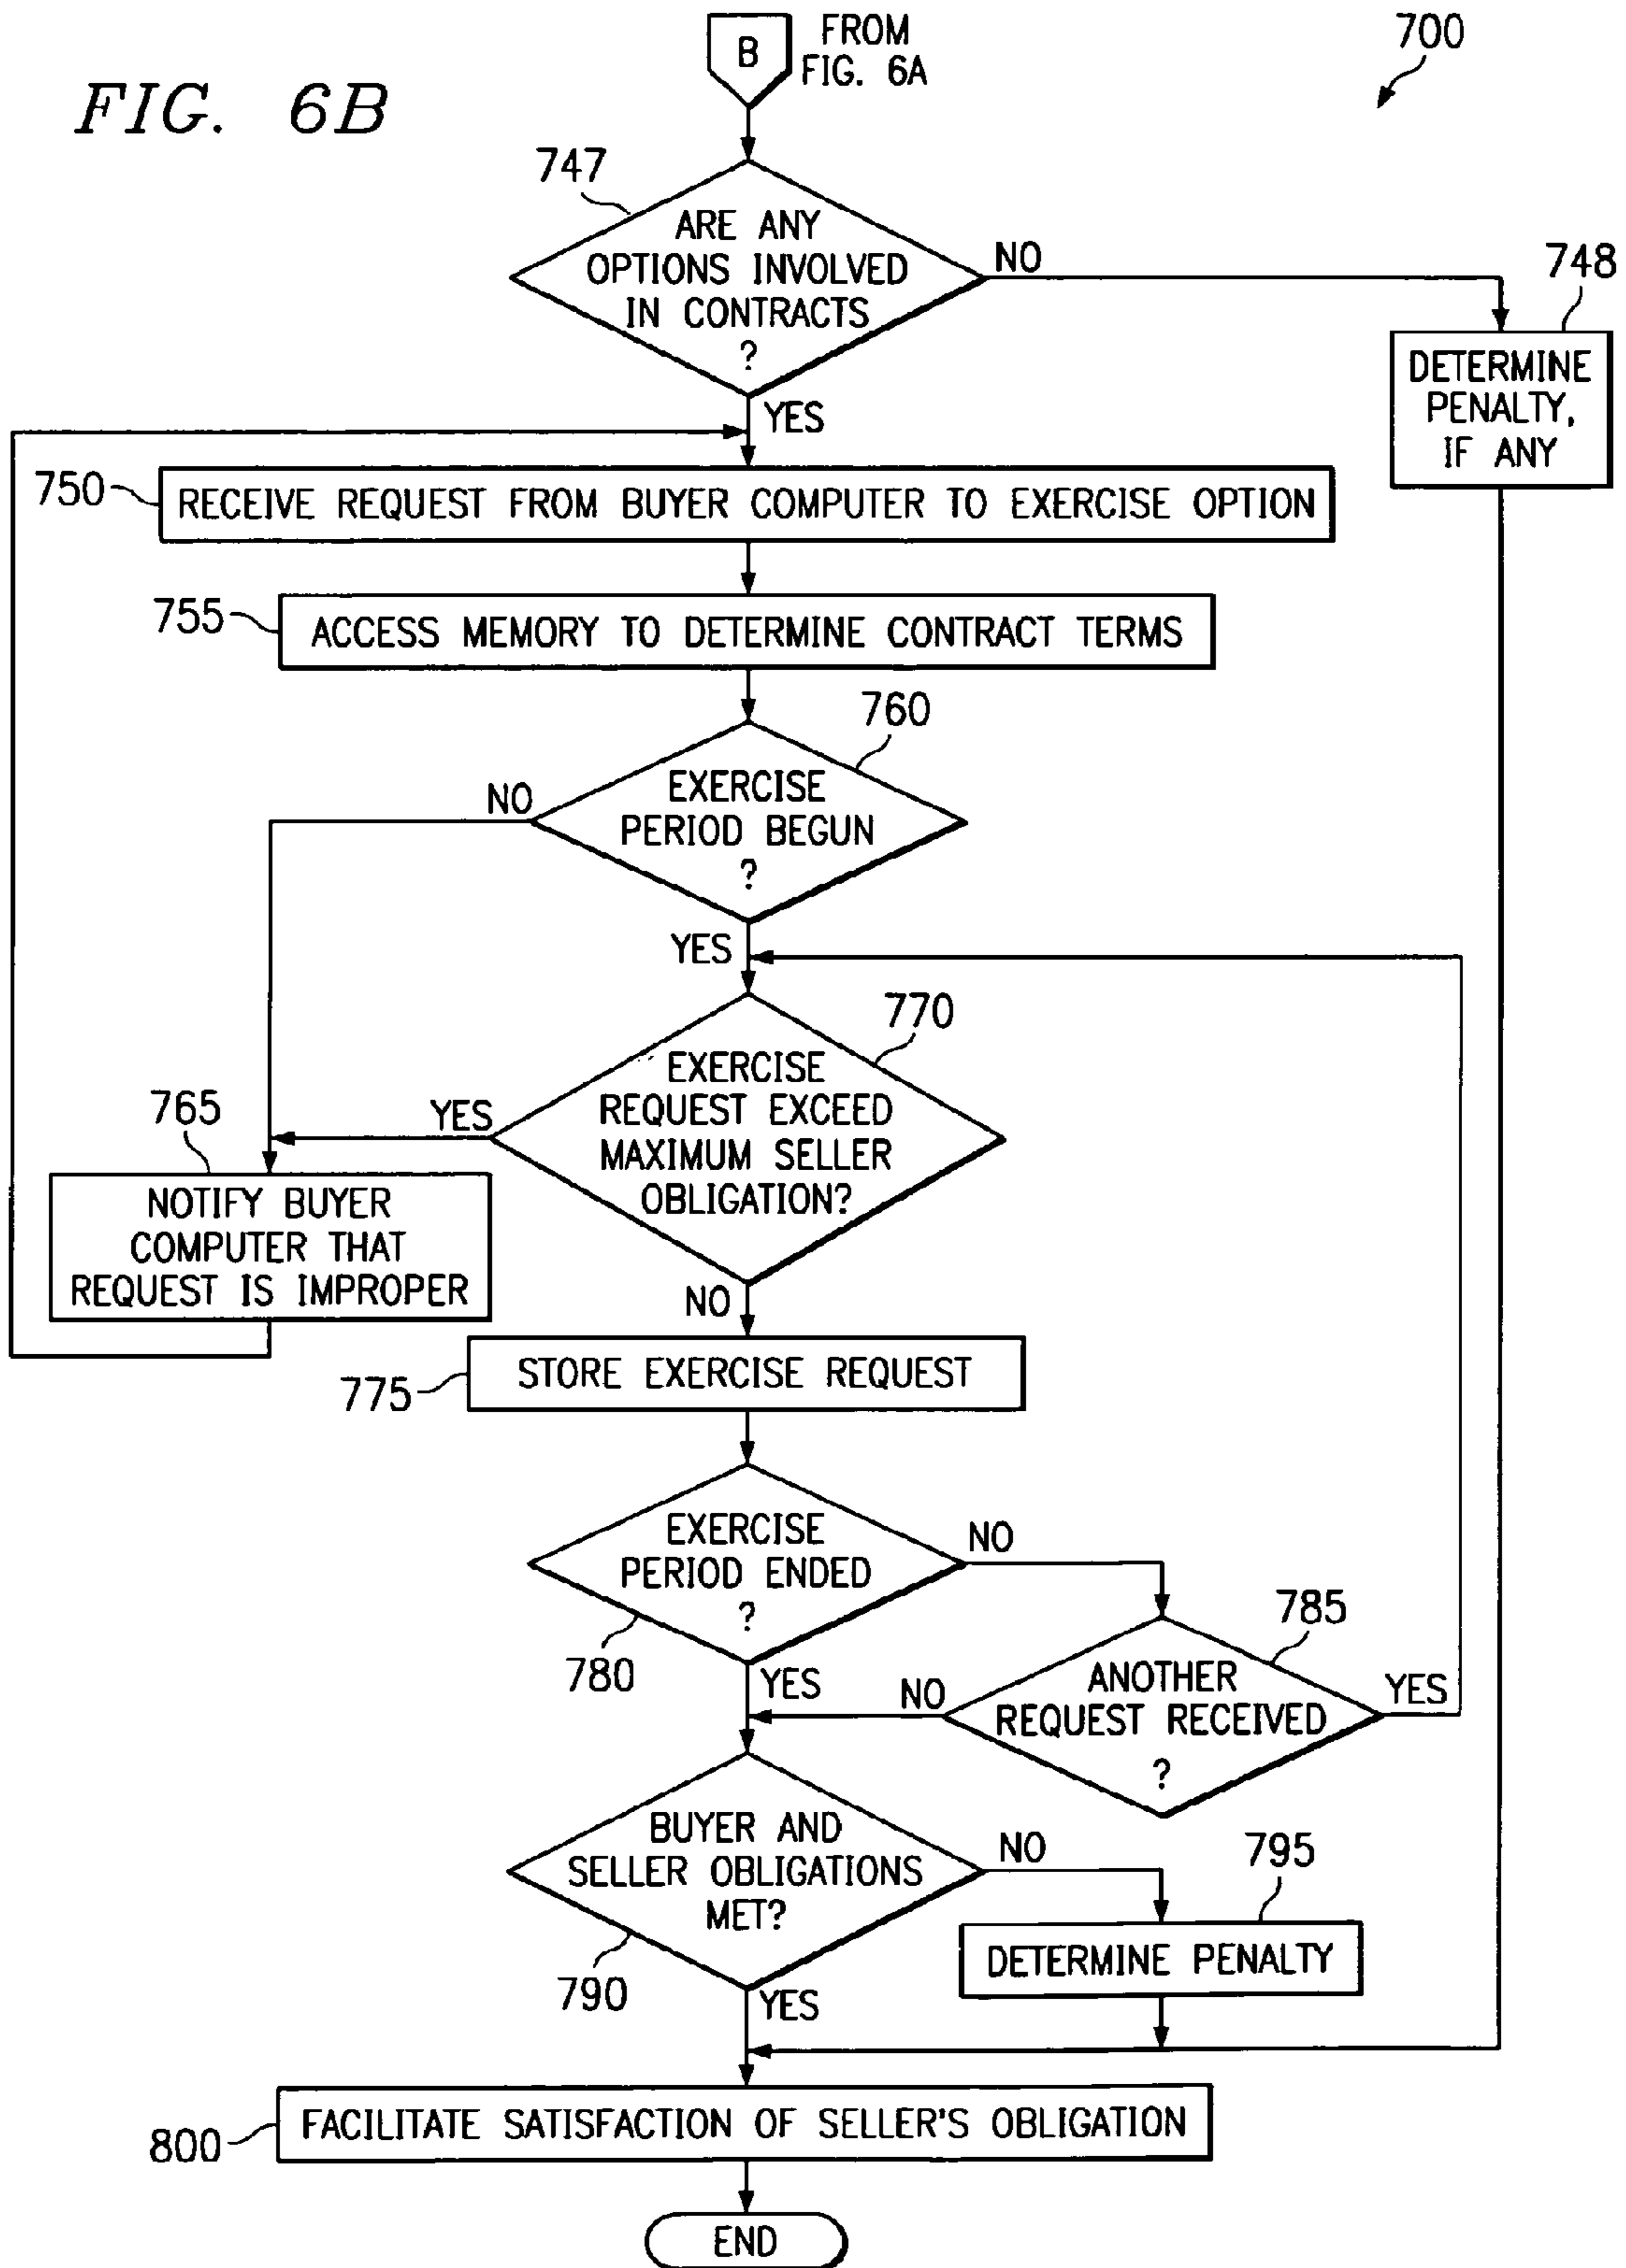 FIG. 6B
B
FROM
FIG. 6A
700
747
ARE ANY
OPTIONS INVOLVED
IN CONTRACTS
?
NO
748
DETERMINE
PENALTY,
IF ANY
YES
750
RECEIVE REQUEST FROM BUYER COMPUTER TO EXERCISE OPTION
755
ACCESS MEMORY TO DETERMINE CONTRACT TERMS
760
EXERCISE
PERIOD BEGUN
?
NO
YES
770
EXERCISE
REQUEST EXCEED
MAXIMUM SELLER
OBLIGATION?
YES
765
NOTIFY BUYER
COMPUTER THAT
REQUEST IS IMPROPER
NO
775
STORE EXERCISE REQUEST
EXERCISE
PERIOD ENDED
?
NO
780
YES
785
ANOTHER
REQUEST RECEIVED
?
NO
YES
BUYER AND
SELLER OBLIGATIONS
MET?
NO
790
795
DETERMINE PENALTY
YES
800
FACILITATE SATISFACTION OF SELLER'S OBLIGATION
END